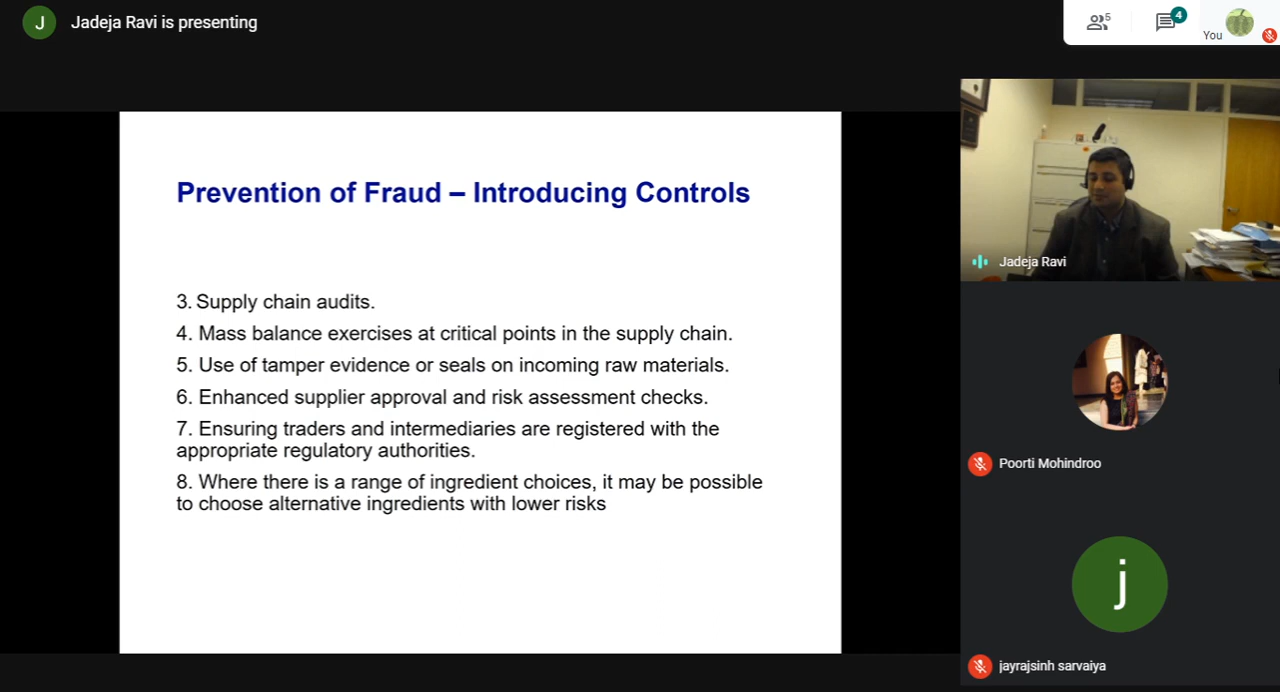 J
Jadeja Ravi is presenting
5
4
You
Prevention of Fraud – Introducing Controls
3. Supply chain audits.
4. Mass balance exercises at critical points in the supply chain.
5. Use of tamper evidence or seals on incoming raw materials.
6. Enhanced supplier approval and risk assessment checks.
7. Ensuring traders and intermediaries are registered with the
appropriate regulatory authorities.
8. Where there is a range of ingredient choices, it may be possible
to choose alternative ingredients with lower risks
Jadeja Ravi
Poorti Mohindroo
j
jayrajsinh sarvaiya